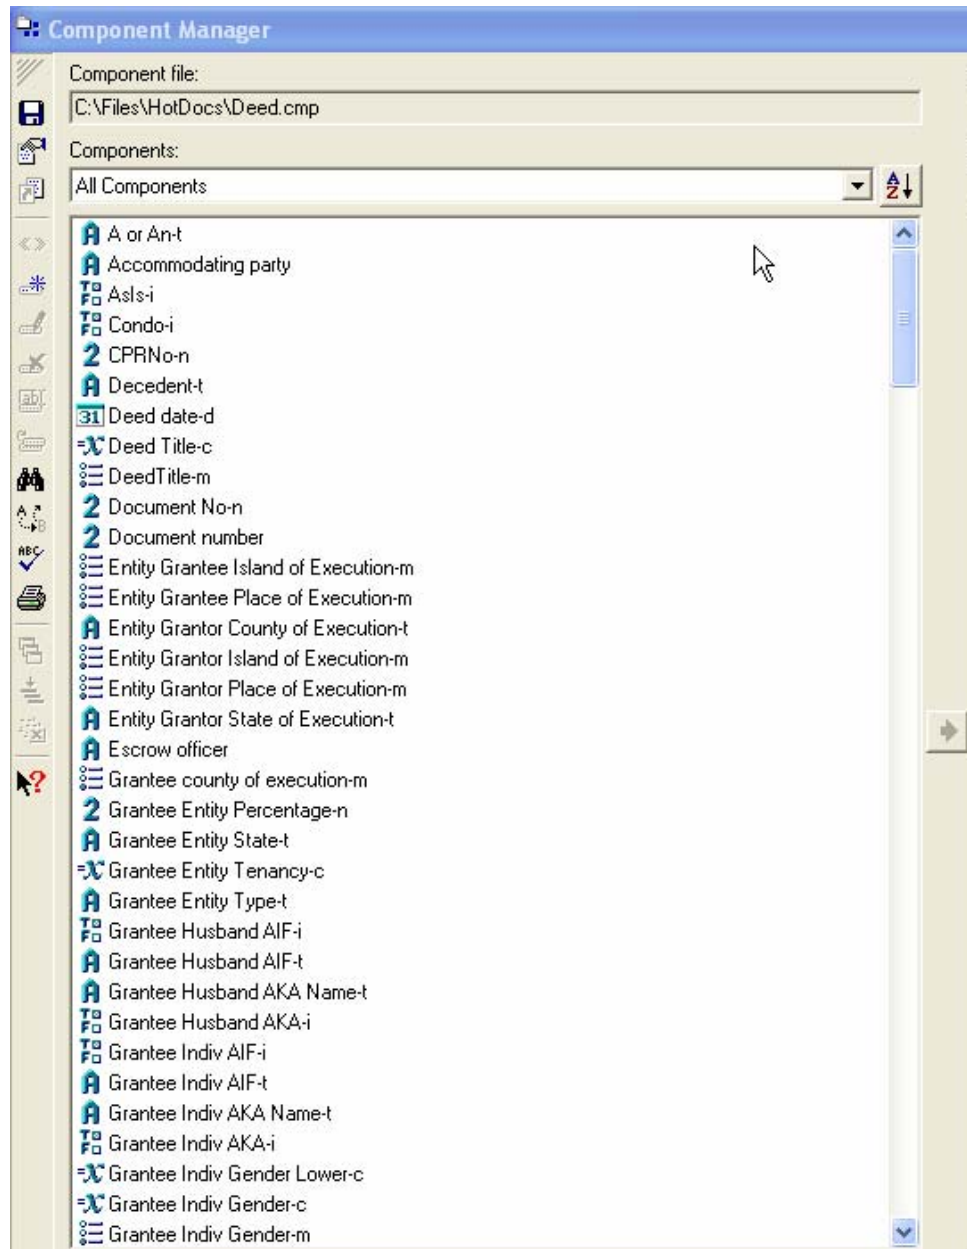 Component Manager
Component file:
C:\Files\HotDocs\Deed.cmp
Components:
All Components
A or An-t
Accommodating party
AsIs-i
Condo-i
CPRNo-n
Decedent-t
Deed date-d
Deed Title-c
DeedTitle-m
Document No-n
Document number
Entity Grantee Island of Execution-m
Entity Grantee Place of Execution-m
Entity Grantor County of Execution-t
Entity Grantor Island of Execution-m
Entity Grantor Place of Execution-m
Entity Grantor State of Execution-t
Escrow officer
Grantee county of execution-m
Grantee Entity Percentage-n
Grantee Entity State-t
Grantee Entity Tenancy-c
Grantee Entity Type-t
Grantee Husband AIF-i
Grantee Husband AIF-t
Grantee Husband AKA Name-t
Grantee Husband AKA-i
Grantee Indiv AIF-i
Grantee Indiv AIF-t
Grantee Indiv AKA Name-t
Grantee Indiv AKA-i
Grantee Indiv Gender Lower-c
Grantee Indiv Gender-c
Grantee Indiv Gender-m